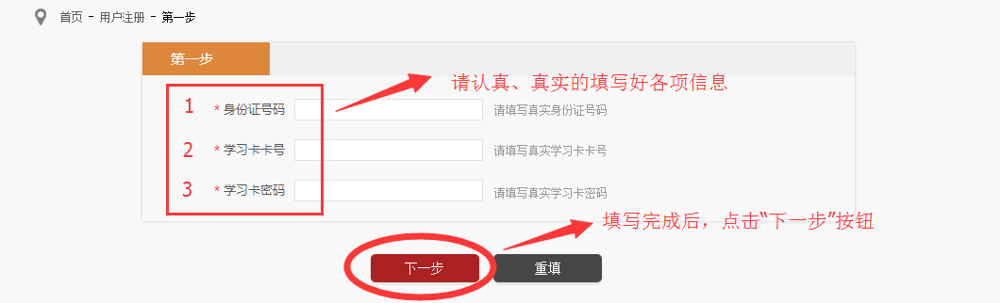 首页 - 用户注册 - 第一步
第一步
请认真、真实的填写好各项信息
1 * 身份证号码 请填写真实身份证号码
2 * 学习卡卡号 请填写真实学习卡卡号
3 * 学习卡密码 请填写真实学习卡密码
填写完成后，点击“下一步”按钮
下一步 重填